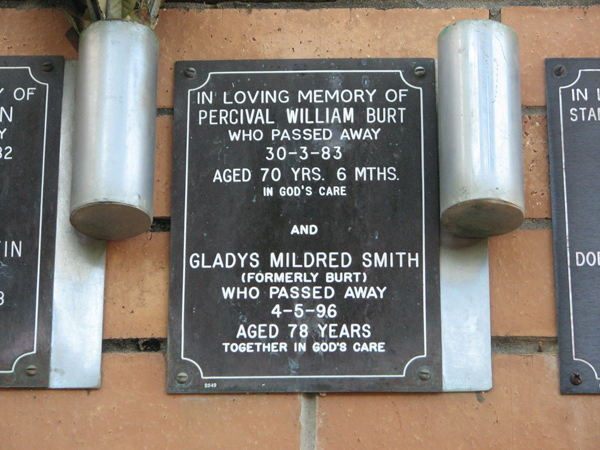 IN LOVING MEMORY OF
PERCIVAL WILLIAM BURT
WHO PASSED AWAY
30-3-83
AGED 70 YRS. 6 MTHS.
IN GOD'S CARE
AND
GLADYS MILDRED SMITH
(FORMERLY BURT)
WHO PASSED AWAY
4-5-96
AGED 78 YEARS
TOGETHER IN GOD'S CARE